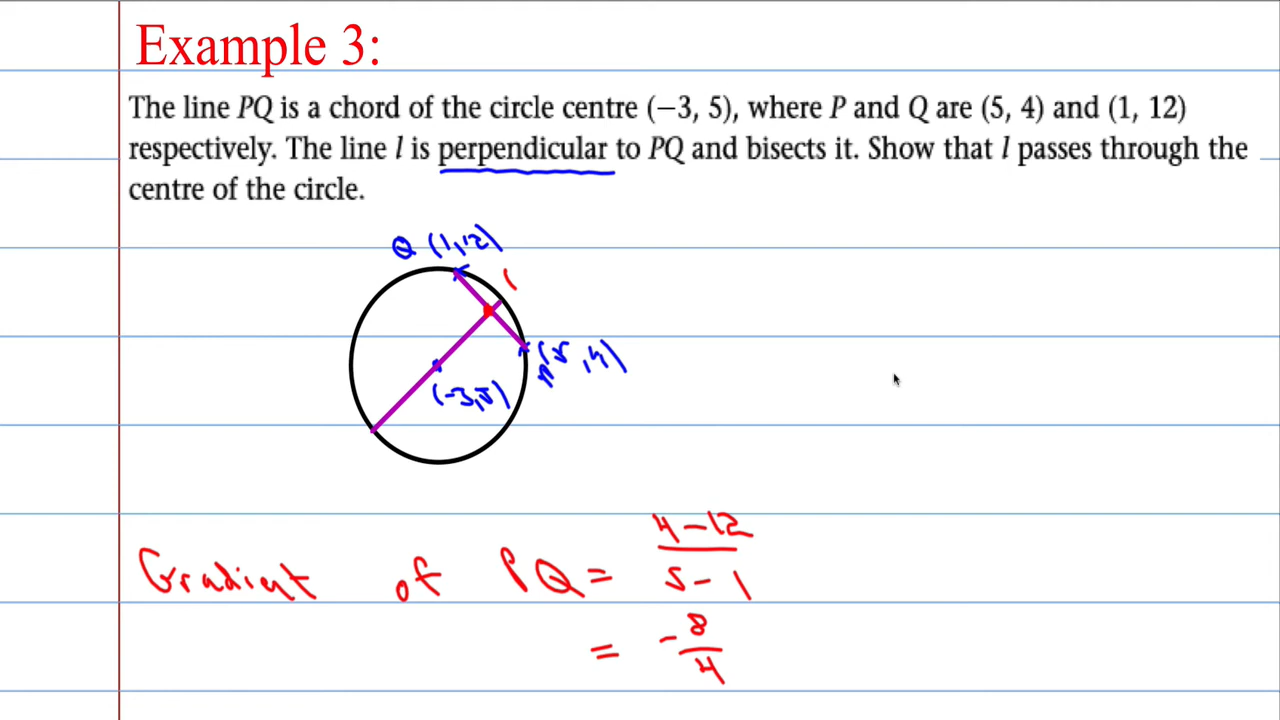 Example 3:
The line PQ is a chord of the circle centre (−3, 5), where P and Q are (5, 4) and (1, 12)
respectively. The line l is perpendicular to PQ and bisects it. Show that l passes through the
centre of the circle.
Q (1,12)
l
P(5,4)
(-3,5)
Gradient of PQ = 4-12 / 5-1
= -8/4